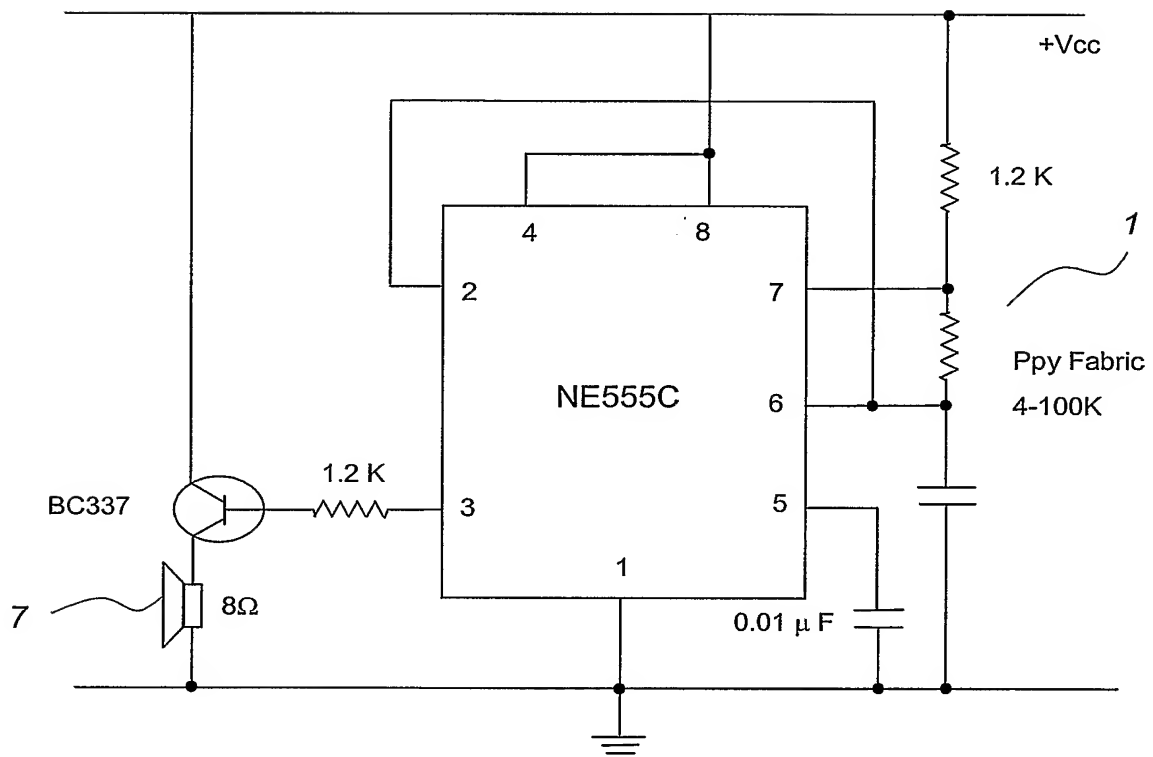 +Vcc
1.2 K
1
4
8
2
7
Ppy Fabric
4-100K
NE555C
6
1.2 K
BC337
3
5
1
7
8Ω
0.01 μ F